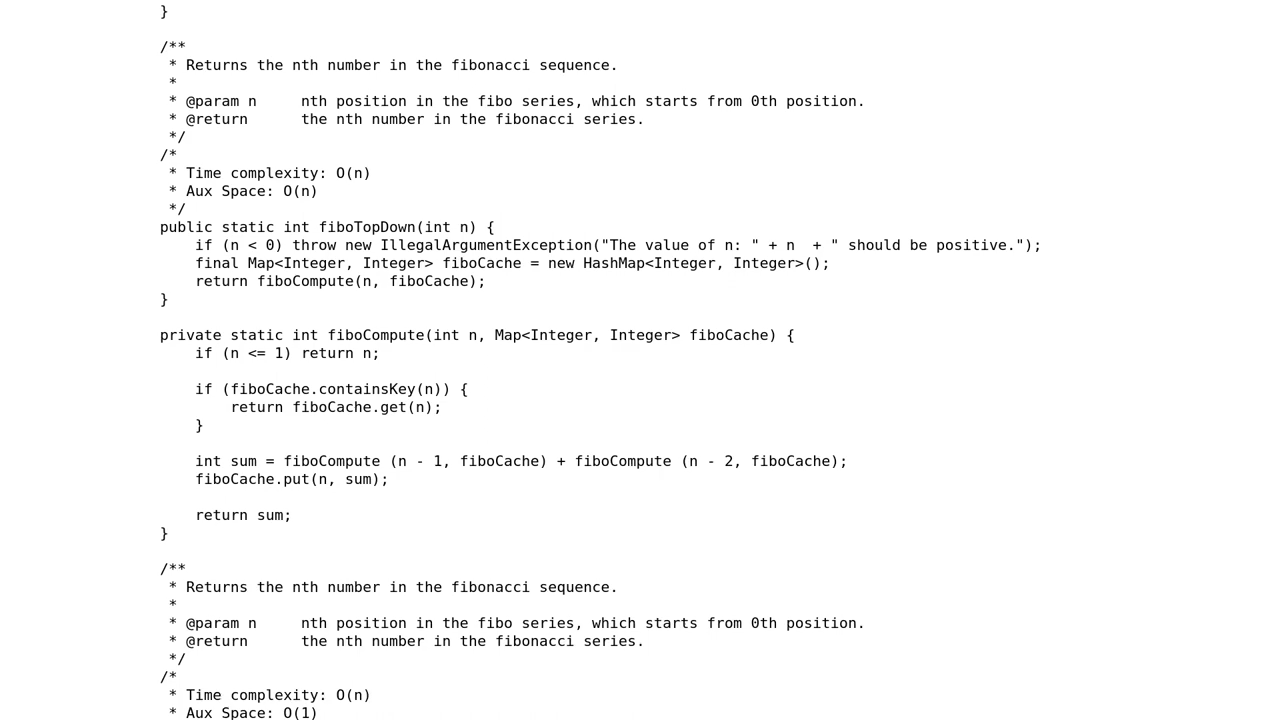 }

/**
 * Returns the nth number in the fibonacci sequence.
 *
 * @param n     nth position in the fibo series, which starts from 0th position.
 * @return      the nth number in the fibonacci series.
 */
/*
 * Time complexity: O(n)
 * Aux Space: O(n)
 */
public static int fiboTopDown(int n) {
    if (n < 0) throw new IllegalArgumentException("The value of n: " + n  + " should be positive.");
    final Map<Integer, Integer> fiboCache = new HashMap<Integer, Integer>();
    return fiboCompute(n, fiboCache);
}

private static int fiboCompute(int n, Map<Integer, Integer> fiboCache) {
    if (n <= 1) return n;

    if (fiboCache.containsKey(n)) {
        return fiboCache.get(n);
    }

    int sum = fiboCompute (n - 1, fiboCache) + fiboCompute (n - 2, fiboCache);
    fiboCache.put(n, sum);

    return sum;
}

/**
 * Returns the nth number in the fibonacci sequence.
 *
 * @param n     nth position in the fibo series, which starts from 0th position.
 * @return      the nth number in the fibonacci series.
 */
/*
 * Time complexity: O(n)
 * Aux Space: O(1)